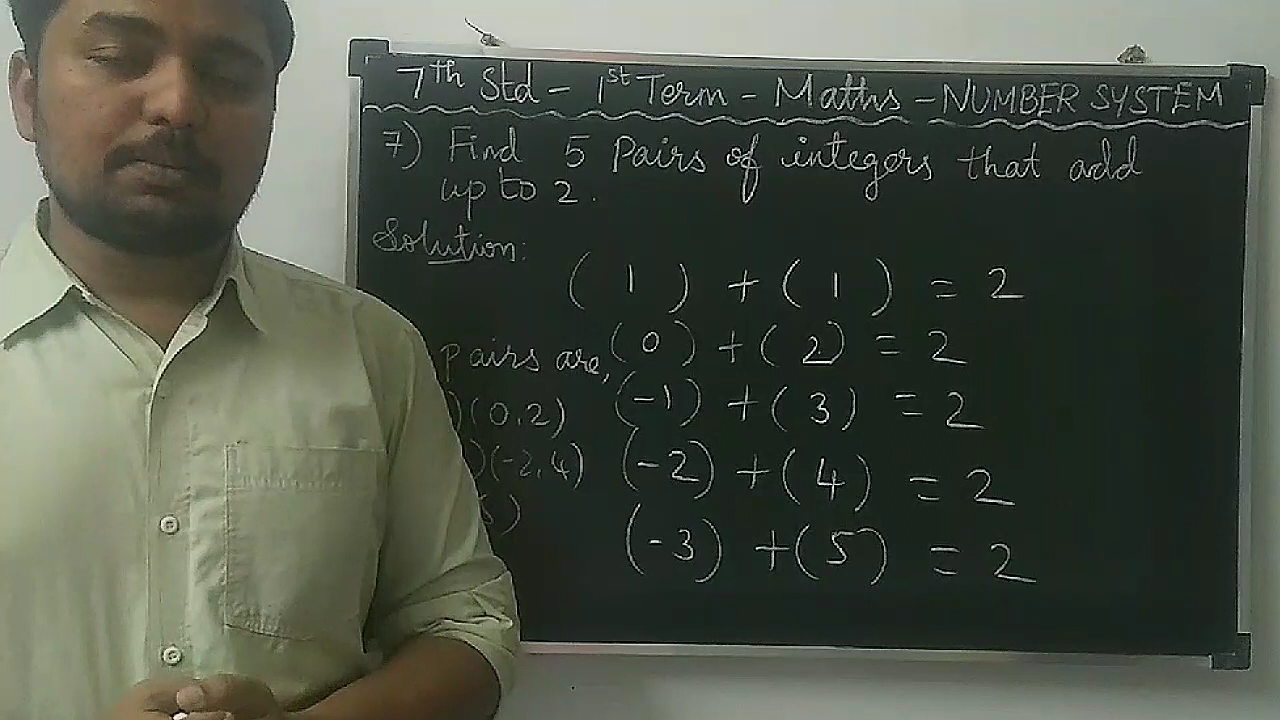 7th Std - 1st Term - Maths - NUMBER SYSTEM
7) Find 5 Pairs of integers that add
up to 2.
Solution:
( 1 ) + ( 1 ) = 2
Pairs are, (0) + (2) = 2
)(0,2) (-1) + (3) = 2
)(-2,4) (-2) + (4) = 2
) (-3) + (5) = 2